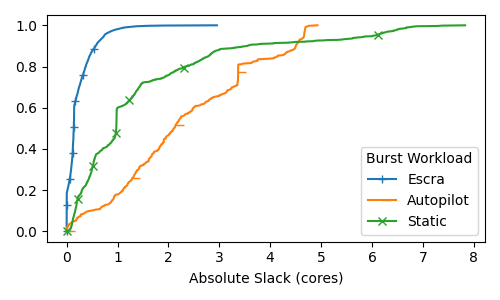 1.0
0.8
0.6
0.4
0.2
0.0
Burst Workload
Escra
Autopilot
Static
0 1 2 3 4 5 6 7 8
Absolute Slack (cores)